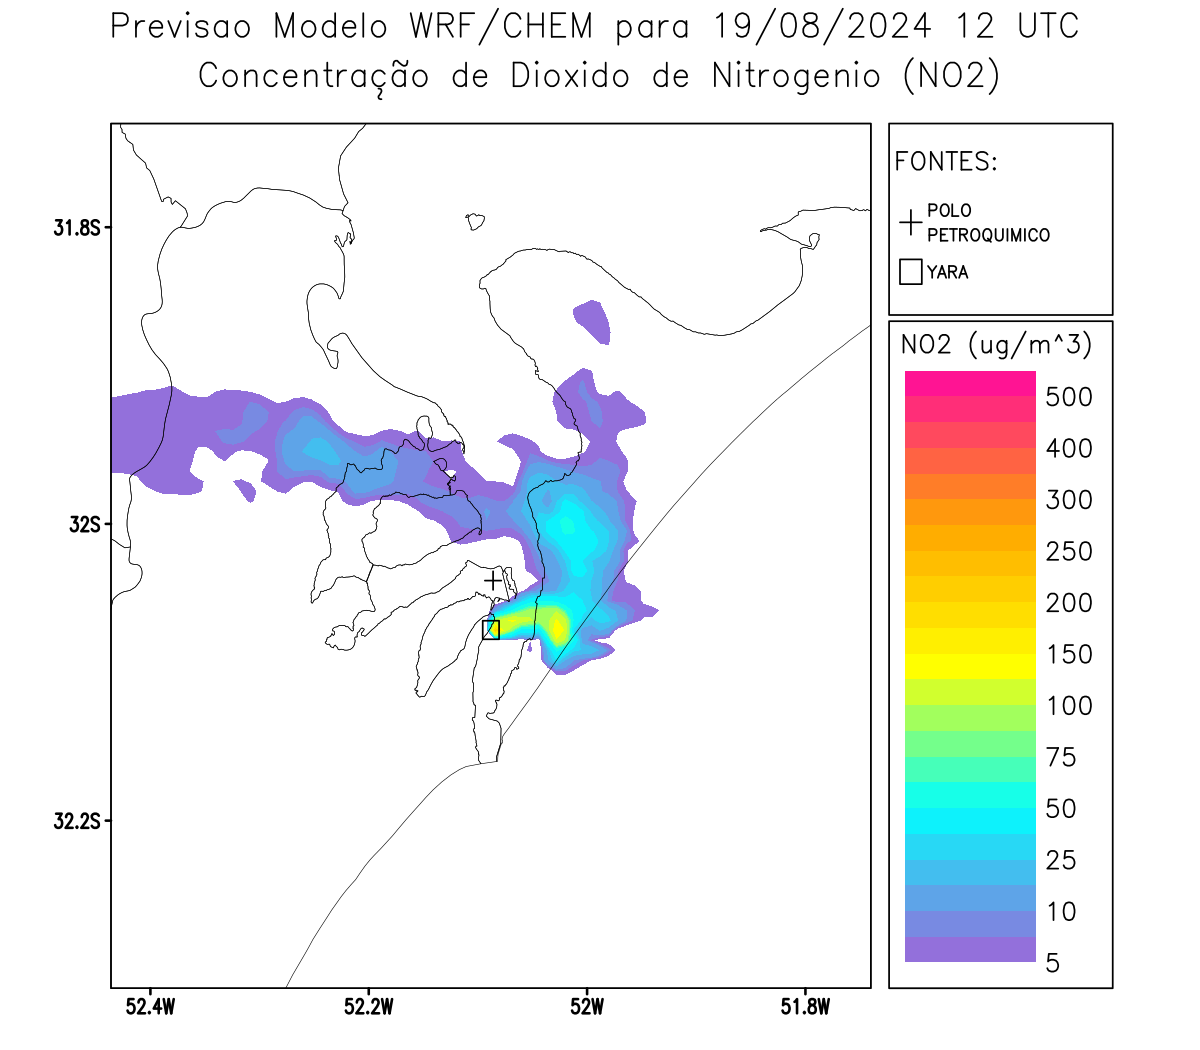 Previsao Modelo WRF/CHEM para 19/08/2024 12 UTC
Concentração de Dioxido de Nitrogenio (NO2)
FONTES:
POLO
PETROQUIMICO
YARA
NO2 (ug/m^3)
500
400
300
250
200
150
100
75
50
25
10
5
31.8S
32S
32.2S
52.4W
52.2W
52W
51.8W